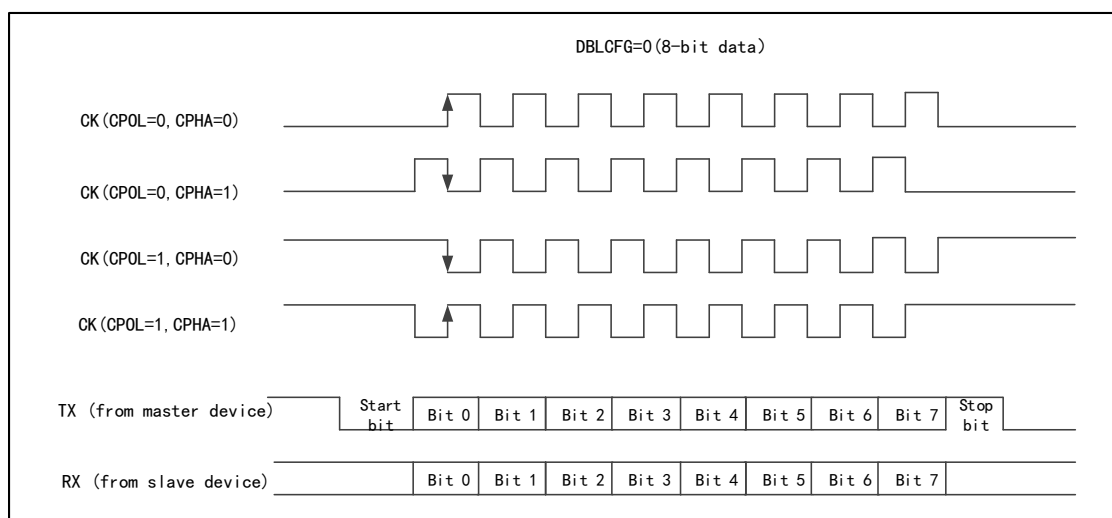 DBLCFG=0(8-bit data)
CK(CPOL=0,CPHA=0)
CK(CPOL=0,CPHA=1)
CK(CPOL=1,CPHA=0)
CK(CPOL=1,CPHA=1)
TX (from master device) Start bit Bit 0 Bit 1 Bit 2 Bit 3 Bit 4 Bit 5 Bit 6 Bit 7 Stop bit
RX (from slave device) Bit 0 Bit 1 Bit 2 Bit 3 Bit 4 Bit 5 Bit 6 Bit 7